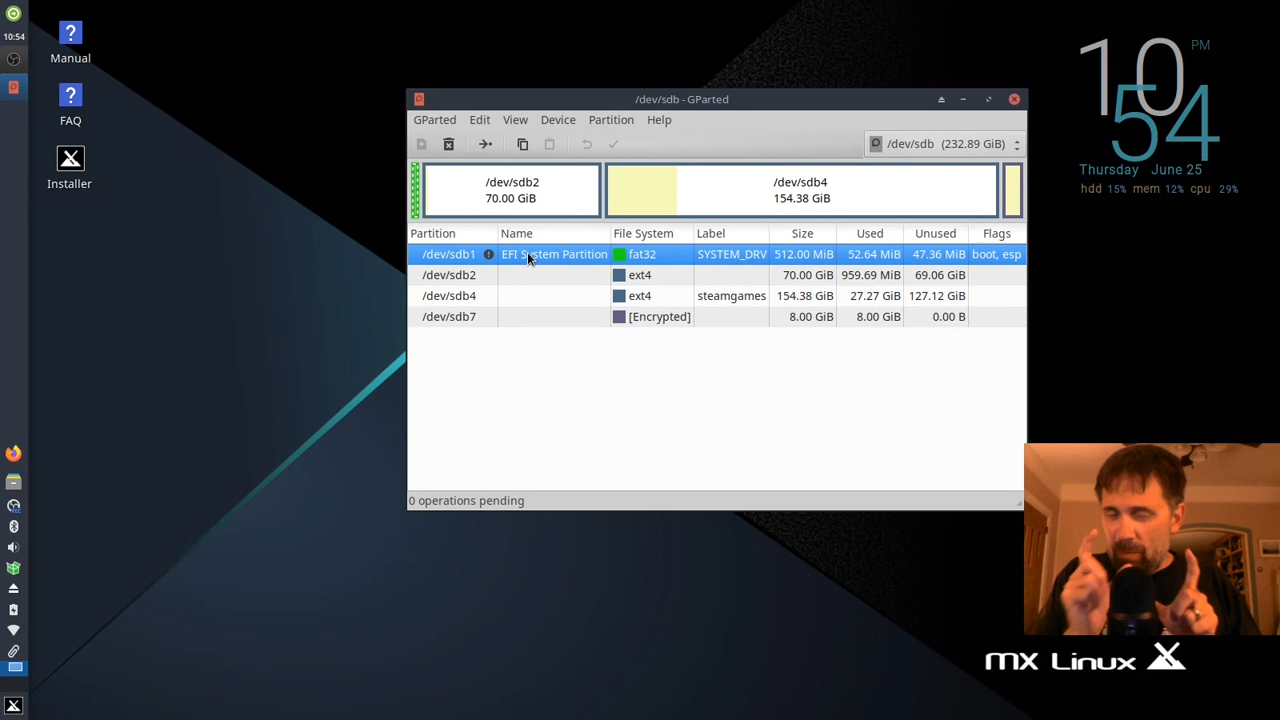 10:54
Manual
FAQ
Installer
/dev/sdb - GParted
GParted Edit View Device Partition Help
/dev/sdb (232.89 GiB)
/dev/sdb2
70.00 GiB
/dev/sdb4
154.38 GiB
Partition Name File System Label Size Used Unused Flags
/dev/sdb1 EFI System Partition fat32 SYSTEM_DRV 512.00 MiB 52.64 MiB 47.36 MiB boot, esp
/dev/sdb2 ext4 70.00 GiB 959.69 MiB 69.06 GiB
/dev/sdb4 ext4 steamgames 154.38 GiB 27.27 GiB 127.12 GiB
/dev/sdb7 [Encrypted] 8.00 GiB 8.00 GiB 0.00 B
0 operations pending
10 PM
54
Thursday June 25
hdd 15% mem 12% cpu 29%
MX Linux